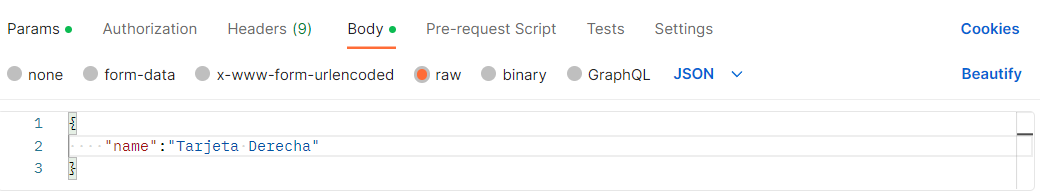 Params Authorization Headers (9) Body Pre-request Script Tests Settings Cookies
none form-data x-www-form-urlencoded raw binary GraphQL JSON Beautify
1 {
2 "name":"Tarjeta Derecha"
3 }